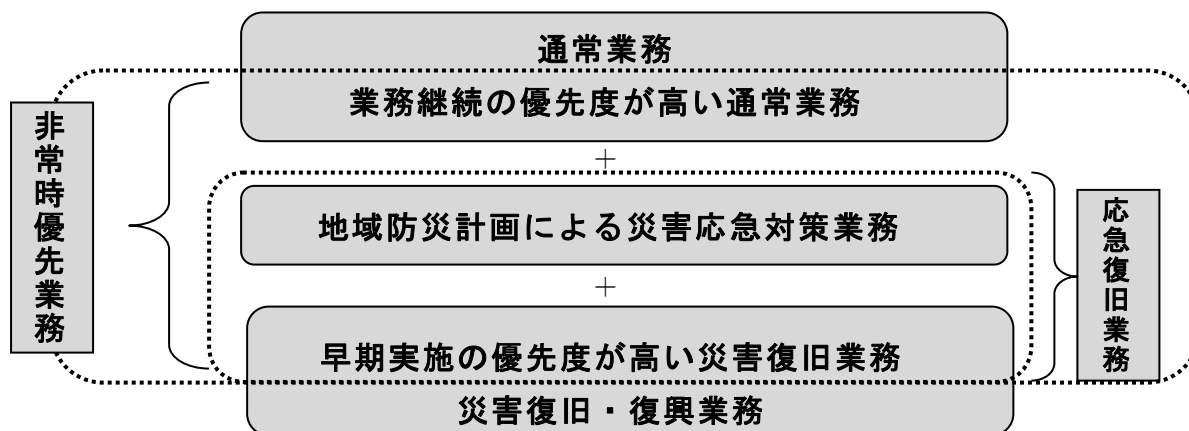 通常業務
業務継続の優先度が高い通常業務
＋
地域防災計画による災害応急対策業務
＋
早期実施の優先度が高い災害復旧業務
災害復旧・復興業務
非常時優先業務
応急復旧業務